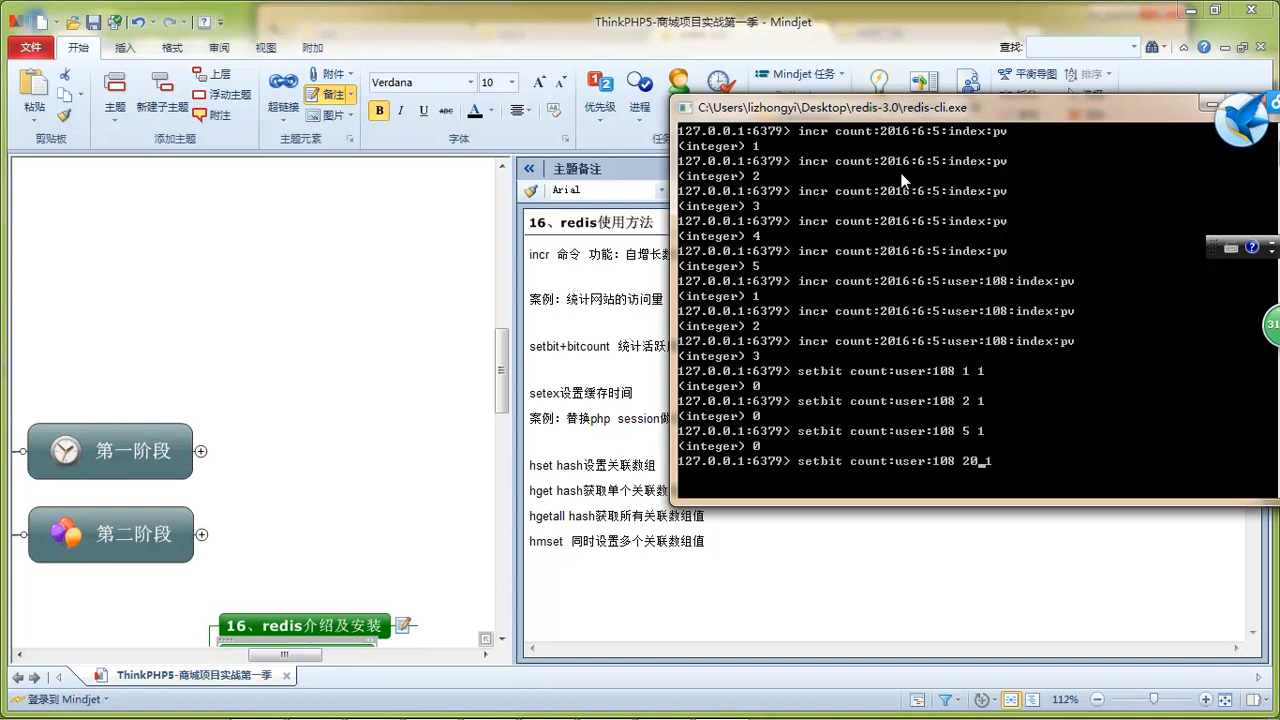 ThinkPHP5-商城项目实战第一季 - Mindjet
文件 开始 插入 格式 审阅 视图 附加
查找:
粘贴
剪贴板
主题
新建子主题
上层
浮动主题
附注
添加主题
超链接
附件
备注
图片
主题元素
Verdana 10
B I U abc A
字体
优先级
进程
Mindjet 任务
平衡导图
排序
C:\Users\lizhongyi\Desktop\redis-3.0\redis-cli.exe
127.0.0.1:6379> incr count:2016:6:5:index:pv
(integer) 1
127.0.0.1:6379> incr count:2016:6:5:index:pv
(integer) 2
127.0.0.1:6379> incr count:2016:6:5:index:pv
(integer) 3
127.0.0.1:6379> incr count:2016:6:5:index:pv
(integer) 4
127.0.0.1:6379> incr count:2016:6:5:index:pv
(integer) 5
127.0.0.1:6379> incr count:2016:6:5:user:108:index:pv
(integer) 1
127.0.0.1:6379> incr count:2016:6:5:user:108:index:pv
(integer) 2
127.0.0.1:6379> incr count:2016:6:5:user:108:index:pv
(integer) 3
127.0.0.1:6379> setbit count:user:108 1 1
(integer) 0
127.0.0.1:6379> setbit count:user:108 2 1
(integer) 0
127.0.0.1:6379> setbit count:user:108 5 1
(integer) 0
127.0.0.1:6379> setbit count:user:108 20 1
31
主题备注
Arial
16、redis使用方法
incr 命令 功能：自增长数
案例：统计网站的访问量
setbit+bitcount 统计活跃
setex设置缓存时间
案例：替换php session做
hset hash设置关联数组
hget hash获取单个关联数
hgetall hash获取所有关联数组值
hmset 同时设置多个关联数组值
第一阶段
第二阶段
16、redis介绍及安装
ThinkPHP5-商城项目实战第一季
登录到 Mindjet
112%